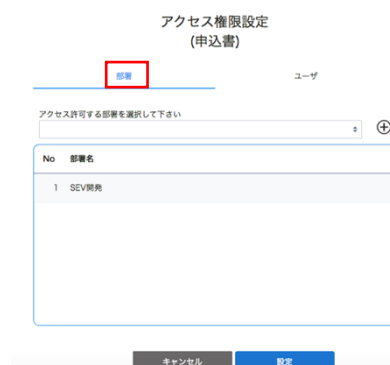 アクセス権限設定
(申込書)
部署 ユーザ
アクセス許可する部署を選択して下さい
No 部署名
1 SEV開発
キャンセル 設定